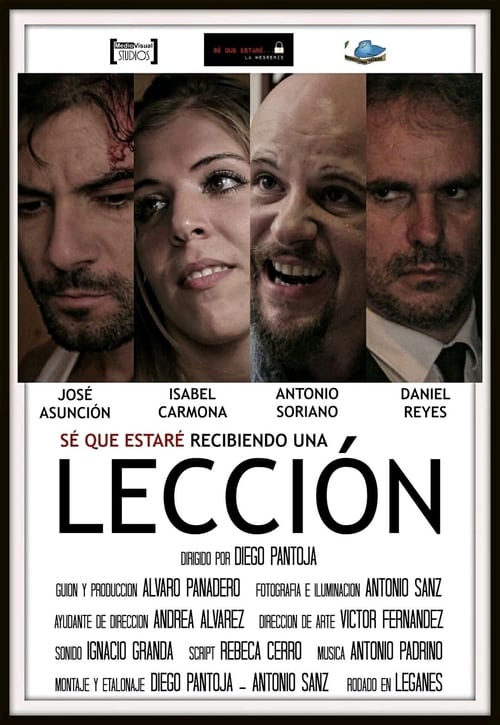 MediaVisual
STUDIOS
SÉ QUE ESTARÉ...
LA WEBSERIE
JOSÉ ASUNCIÓN
ISABEL CARMONA
ANTONIO SORIANO
DANIEL REYES
SÉ QUE ESTARÉ RECIBIENDO UNA
LECCIÓN
DIRIGIDO POR DIEGO PANTOJA
GUION Y PRODUCCION ALVARO PANADERO FOTOGRAFIA E ILUMINACION ANTONIO SANZ
AYUDANTE DE DIRECCION ANDREA ALVAREZ DIRECCION DE ARTE VICTOR FERNANDEZ
SONIDO IGNACIO GRANDA SCRIPT REBECA CERRO MUSICA ANTONIO PADRINO
MONTAJE Y ETALONAJE DIEGO PANTOJA - ANTONIO SANZ RODADO EN LEGANES